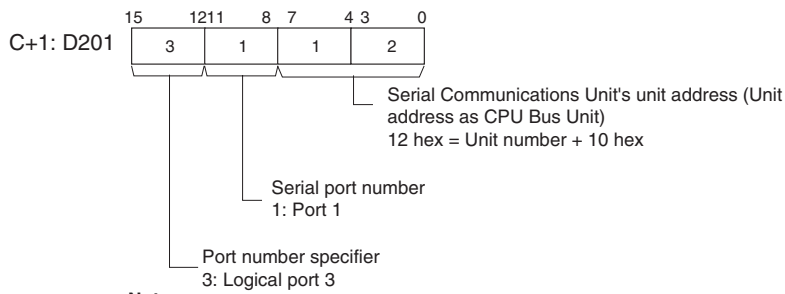 15 1211 8 7 4 3 0
C+1: D201 3 1 1 2
Serial Communications Unit's unit address (Unit
address as CPU Bus Unit)
12 hex = Unit number + 10 hex
Serial port number
1: Port 1
Port number specifier
3: Logical port 3